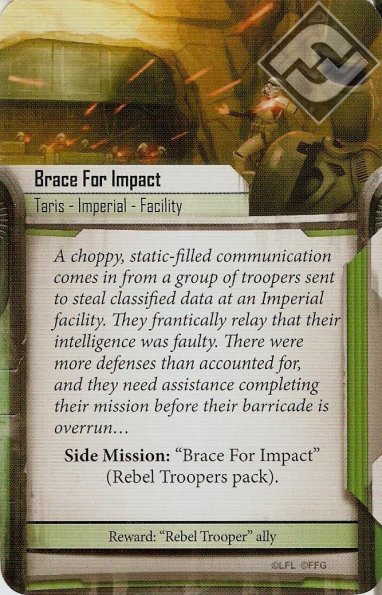 Brace For Impact
Taris - Imperial - Facility
A choppy, static-filled communication
comes in from a group of troopers sent
to steal classified data at an Imperial
facility. They frantically relay that their
intelligence was faulty. There were
more defenses than accounted for,
and they need assistance completing
their mission before their barricade is
overrun…
Side Mission: “Brace For Impact”
(Rebel Troopers pack).
Reward: “Rebel Trooper” ally
©LFL ©FFG